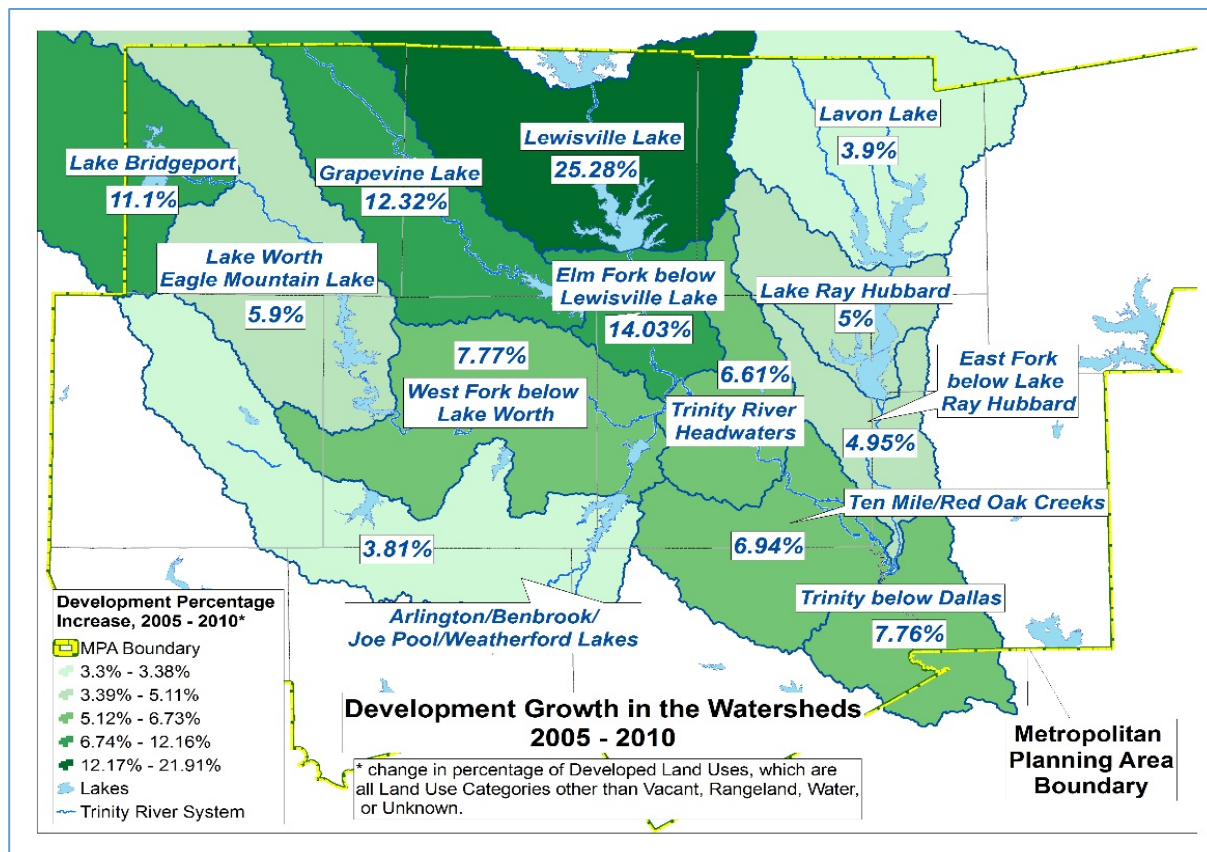 Lewisville Lake
25.28%
Lavon Lake
3.9%
Lake Bridgeport
11.1%
Grapevine Lake
12.32%
Lake Worth
Eagle Mountain Lake
5.9%
Elm Fork below
Lewisville Lake
14.03%
Lake Ray Hubbard
5%
7.77%
West Fork below
Lake Worth
6.61%
Trinity River
Headwaters
East Fork
below Lake
Ray Hubbard
4.95%
Ten Mile/Red Oak Creeks
6.94%
3.81%
Arlington/Benbrook/
Joe Pool/Weatherford Lakes
Trinity below Dallas
7.76%
Development Percentage
Increase, 2005 - 2010*
MPA Boundary
3.3% - 3.38%
3.39% - 5.11%
5.12% - 6.73%
6.74% - 12.16%
12.17% - 21.91%
Lakes
Trinity River System
Development Growth in the Watersheds
2005 - 2010
* change in percentage of Developed Land Uses, which are
all Land Use Categories other than Vacant, Rangeland, Water,
or Unknown.
Metropolitan
Planning Area
Boundary